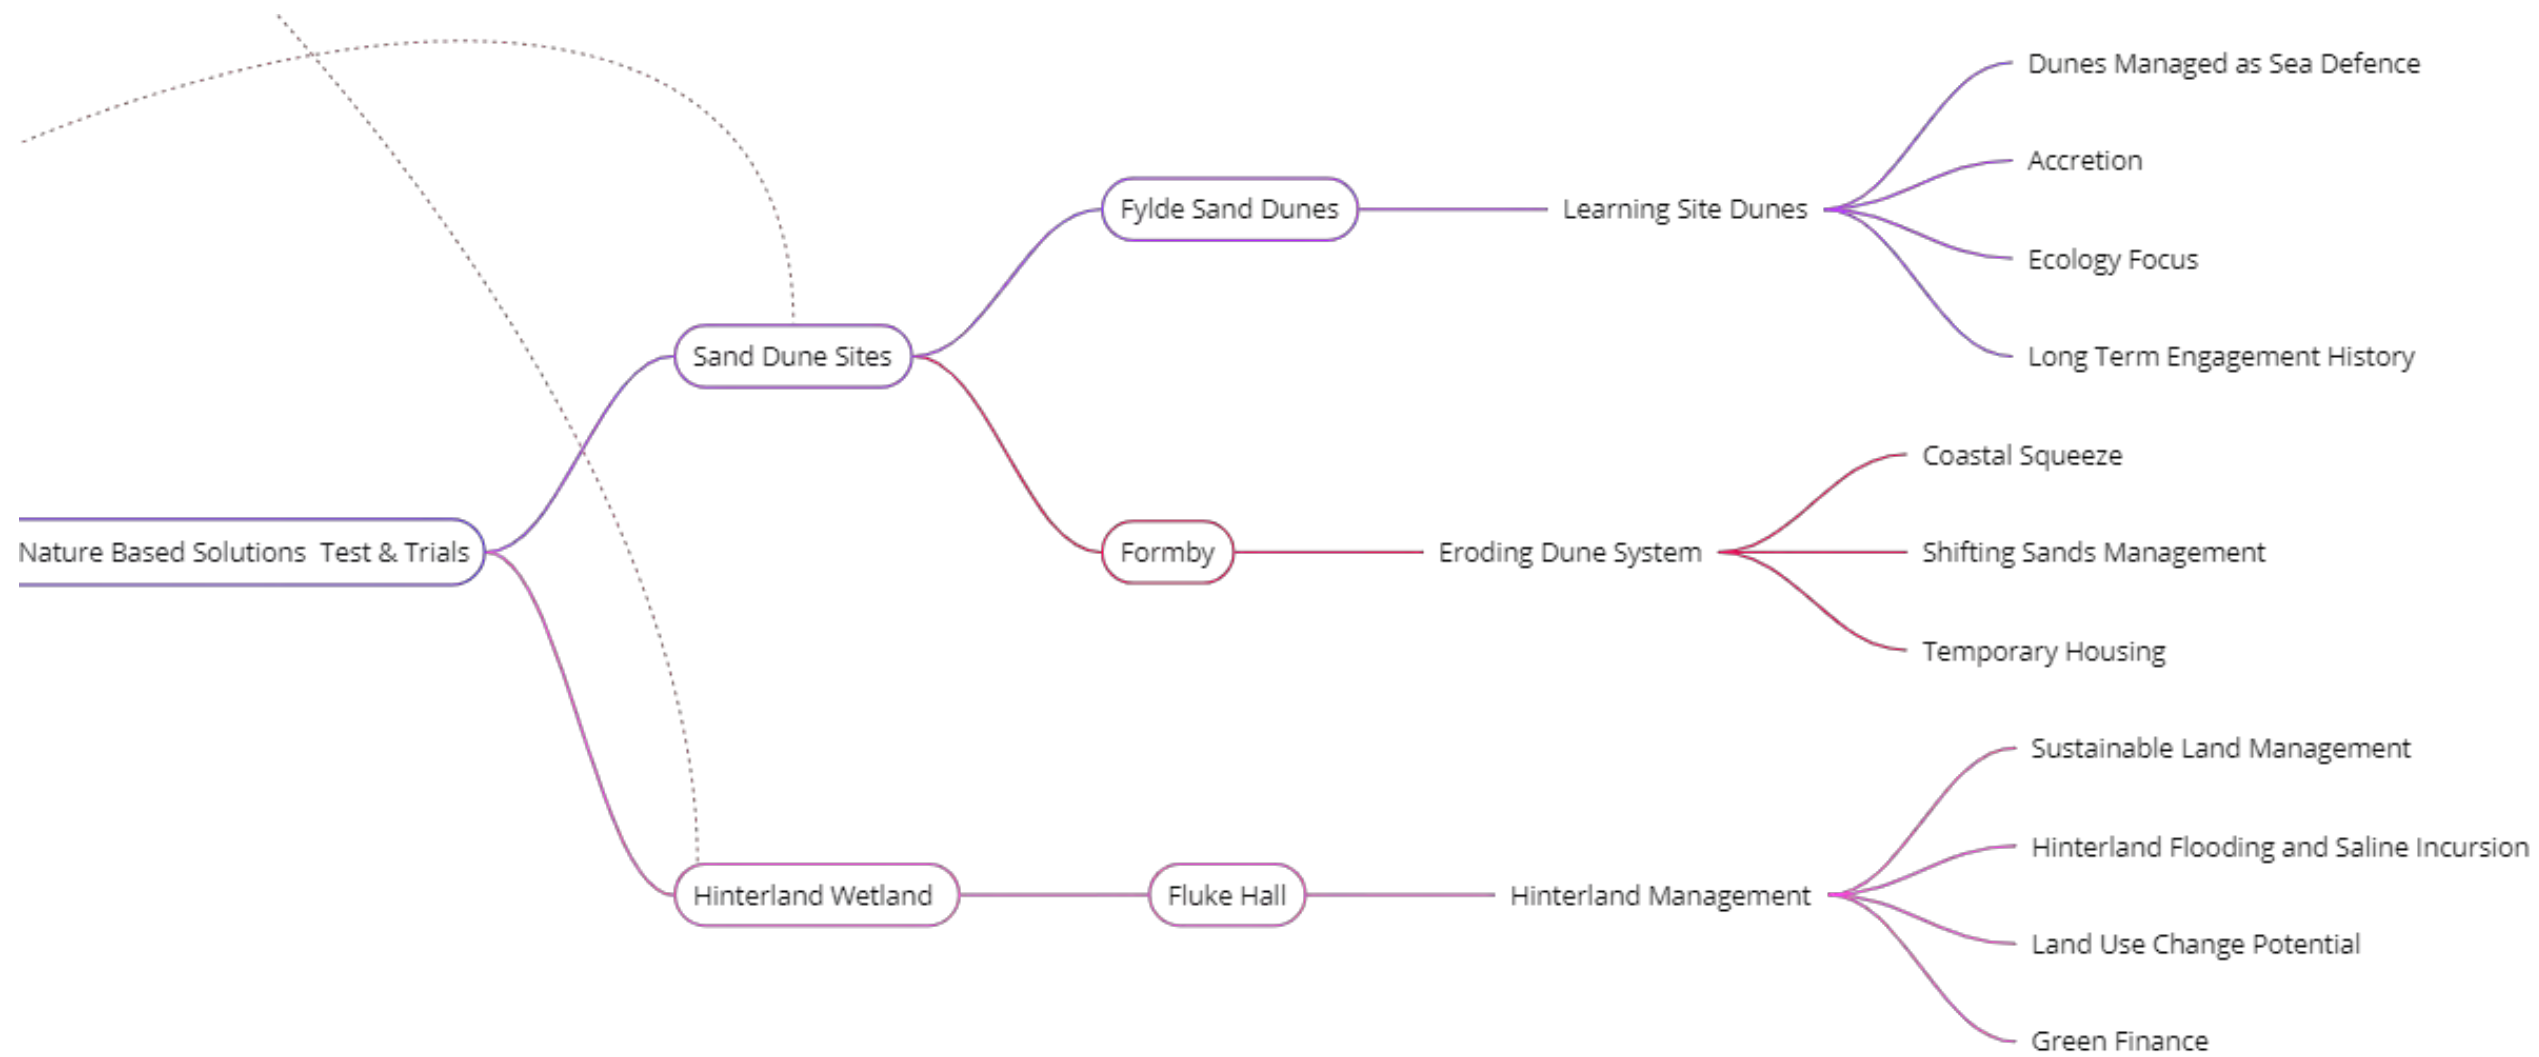 Dunes Managed as Sea Defence
Accretion
Fylde Sand Dunes
Learning Site Dunes
Ecology Focus
Sand Dune Sites
Long Term Engagement History
Coastal Squeeze
Nature Based Solutions  Test & Trials
Formby
Eroding Dune System
Shifting Sands Management
Temporary Housing
Sustainable Land Management
Hinterland Flooding and Saline Incursion
Hinterland Wetland
Fluke Hall
Hinterland Management
Land Use Change Potential
Green Finance